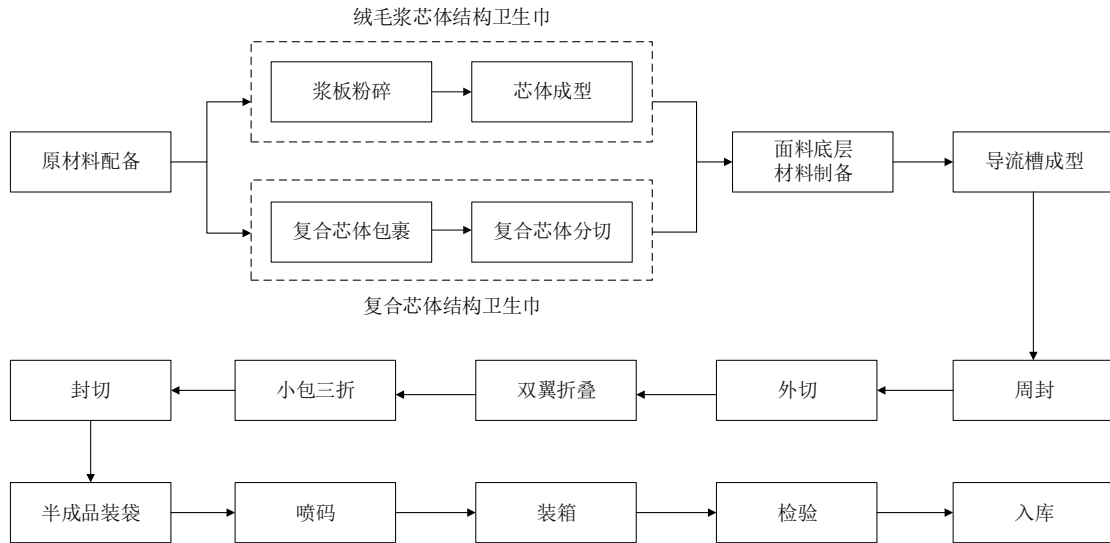 绒毛浆芯体结构卫生巾
浆板粉碎
芯体成型
原材料配备
面料底层
材料制备
导流槽成型
复合芯体包裹
复合芯体分切
复合芯体结构卫生巾
封切
小包三折
双翼折叠
外切
周封
半成品装袋
喷码
装箱
检验
入库